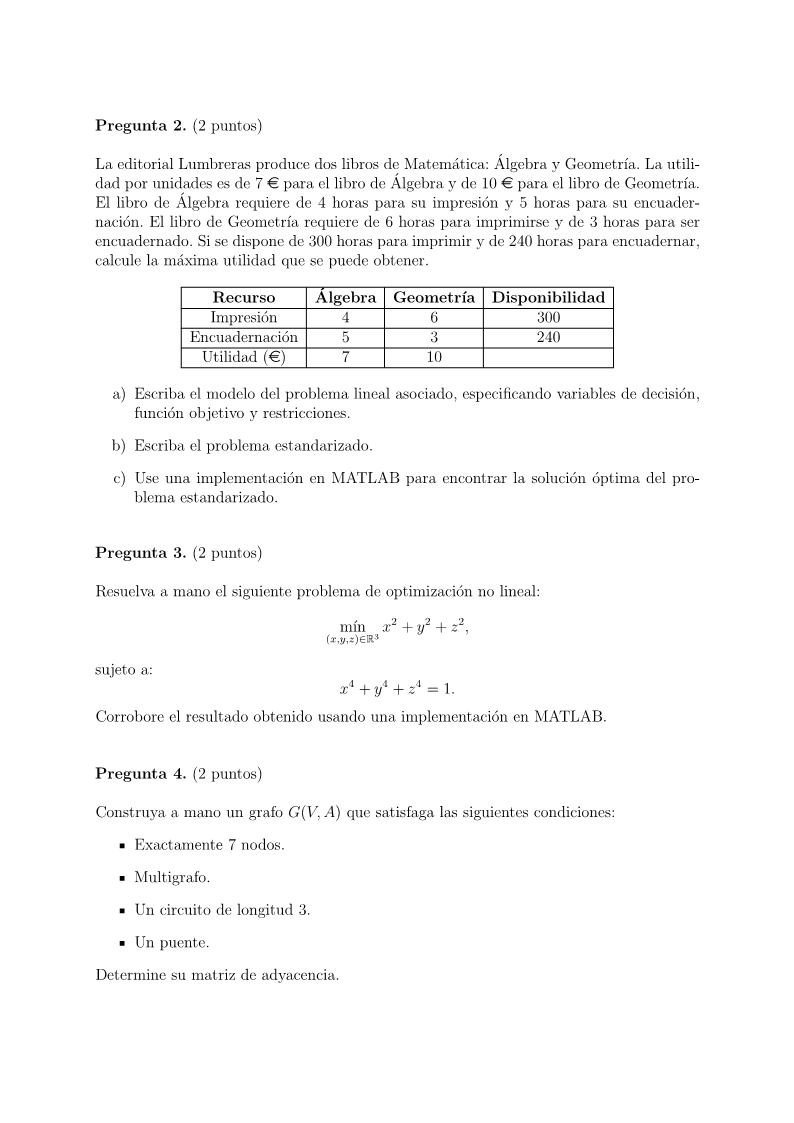 Pregunta 2. (2 puntos)
La editorial Lumbreras produce dos libros de Matemática: Álgebra y Geometría. La utili-
dad por unidades es de 7 € para el libro de Álgebra y de 10 € para el libro de Geometría.
El libro de Álgebra requiere de 4 horas para su impresión y 5 horas para su encuader-
nación. El libro de Geometría requiere de 6 horas para imprimirse y de 3 horas para ser
encuadernado. Si se dispone de 300 horas para imprimir y de 240 horas para encuadernar,
calcule la máxima utilidad que se puede obtener.
Recurso Álgebra Geometría Disponibilidad
Impresión 4 6 300
Encuadernación 5 3 240
Utilidad (€) 7 10
a) Escriba el modelo del problema lineal asociado, especificando variables de decisión,
función objetivo y restricciones.
b) Escriba el problema estandarizado.
c) Use una implementación en MATLAB para encontrar la solución óptima del pro-
blema estandarizado.
Pregunta 3. (2 puntos)
Resuelva a mano el siguiente problema de optimización no lineal:
mín x² + y² + z²,
(x,y,z)∈ℝ³
sujeto a:
x⁴ + y⁴ + z⁴ = 1.
Corrobore el resultado obtenido usando una implementación en MATLAB.
Pregunta 4. (2 puntos)
Construya a mano un grafo G(V, A) que satisfaga las siguientes condiciones:
▪ Exactamente 7 nodos.
▪ Multigrafo.
▪ Un circuito de longitud 3.
▪ Un puente.
Determine su matriz de adyacencia.